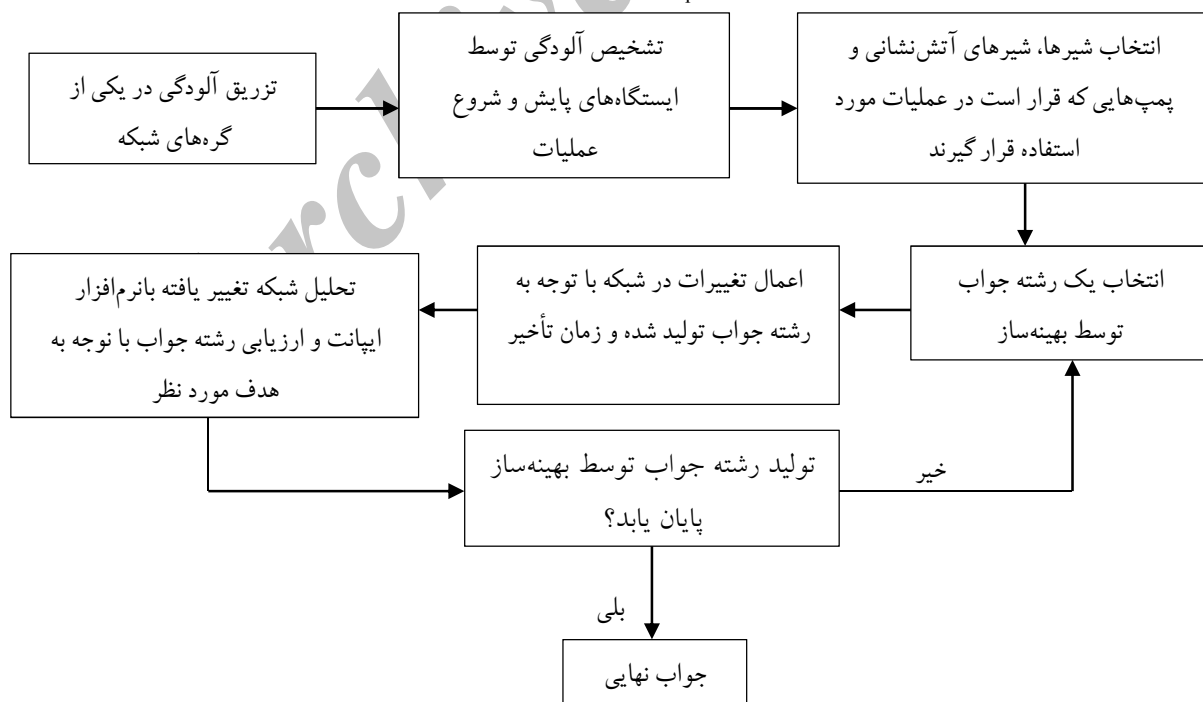 تزریق آلودگی در یکی از
گره‌های شبکه
تشخیص آلودگی توسط
ایستگاه‌های پایش و شروع
عملیات
انتخاب شیرها، شیرهای آتش‌نشانی و
پمپ‌هایی که قرار است در عملیات مورد
استفاده قرار گیرند
انتخاب یک رشته جواب
توسط بهینه‌ساز
اعمال تغییرات در شبکه با توجه به
رشته جواب تولید شده و زمان تأخیر
تحلیل شبکه تغییر یافته بانرم‌افزار
ایپانت و ارزیابی رشته جواب با نوجه به
هدف مورد نظر
تولید رشته جواب توسط بهینه‌ساز
پایان یابد؟
خیر
بلی
جواب نهایی